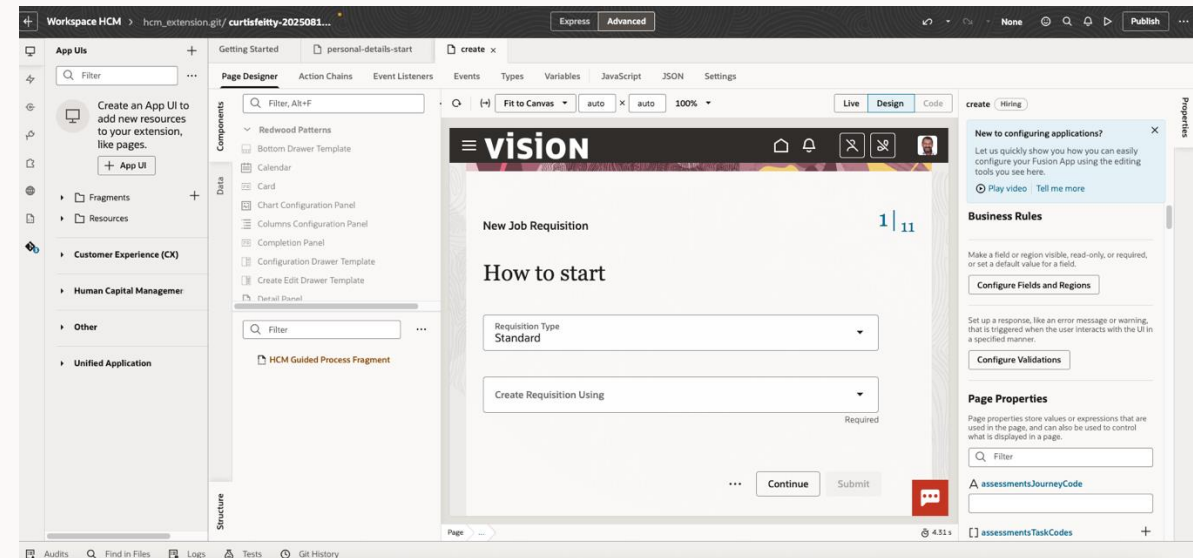 Workspace HCM > hcm_extension.git/ curtisfeitty-2025081...
Express Advanced
None
Publish
App UIs
Filter
Create an App UI to
add new resources
to your extension,
like pages.
+ App UI
Fragments
Resources
Customer Experience (CX)
Human Capital Managemer
Other
Unified Application
Getting Started
personal-details-start
create
Page Designer Action Chains Event Listeners Events Types Variables JavaScript JSON Settings
Components
Data
Structure
Filter, Alt+F
Redwood Patterns
Bottom Drawer Template
Calendar
Card
Chart Configuration Panel
Columns Configuration Panel
Completion Panel
Configuration Drawer Template
Create Edit Drawer Template
Detail Panel
Filter
HCM Guided Process Fragment
Fit to Canvas auto × auto 100%
Live Design Code
VISION
New Job Requisition
1 | 11
How to start
Requisition Type
Standard
Create Requisition Using
Required
Continue Submit
Page ...
4.31 s
create Hiring
Properties
New to configuring applications?
Let us quickly show you how you can easily
configure your Fusion App using the editing
tools you see here.
Play video Tell me more
Business Rules
Make a field or region visible, read-only, or required,
or set a default value for a field.
Configure Fields and Regions
Set up a response, like an error message or warning,
that is triggered when the user interacts with the UI in
a specified manner.
Configure Validations
Page Properties
Page properties store values or expressions that are
used in the page, and can also be used to control
what is displayed in a page.
Filter
A assessmentsJourneyCode
[ ] assessmentsTaskCodes
Audits Find in Files Logs Tests Git History